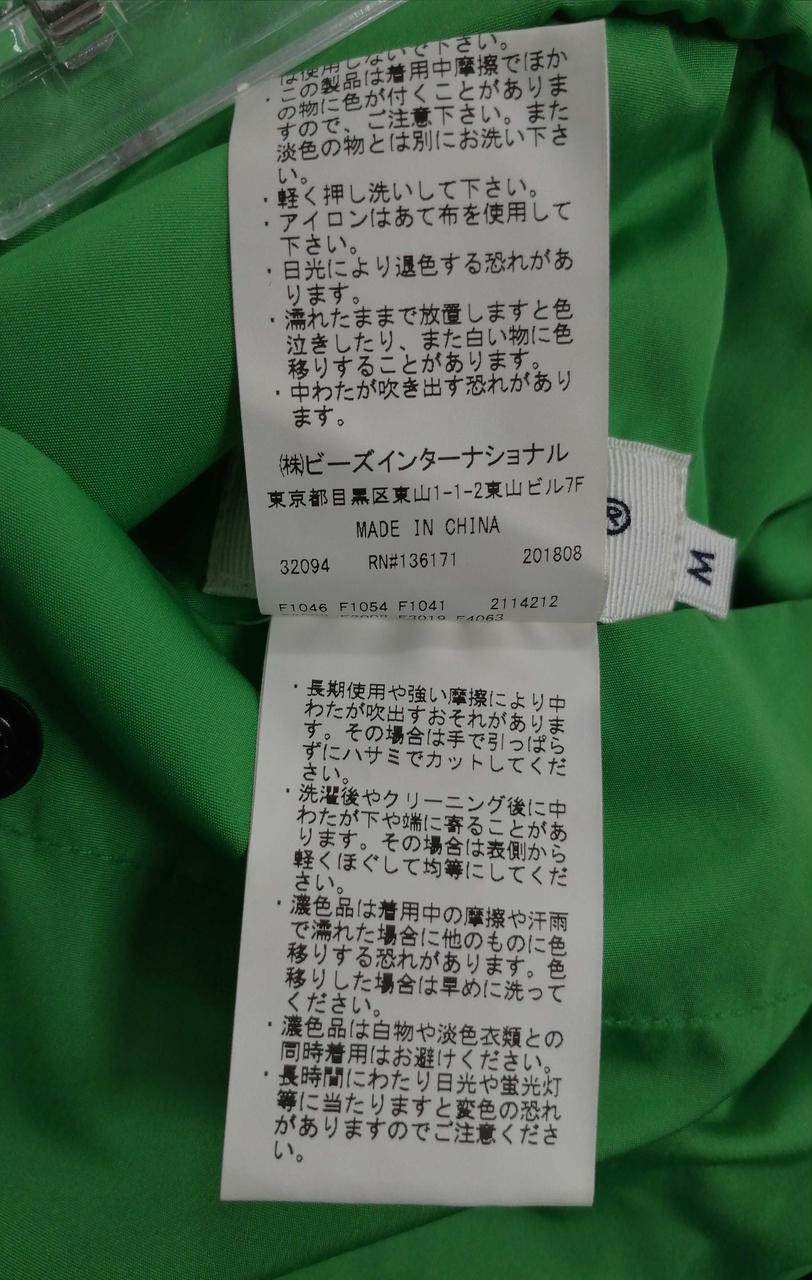 は使用しないで下さい。
・この製品は着用中摩擦でほか
の物に色が付くことがありま
すので、ご注意下さい。また
淡色の物とは別にお洗い下さ
い。
・軽く押し洗いして下さい。
・アイロンはあて布を使用して
下さい。
・日光により退色する恐れがあ
ります。
・濡れたままで放置しますと色
泣きしたり、また白い物に色
移りすることがあります。
・中わたが吹き出す恐れがあり
ます。
㈱ビーズインターナショナル
東京都目黒区東山1-1-2東山ビル7F
MADE IN CHINA
32094 RN#136171 201808
F1046 F1054 F1041 2114212
F3019 F4063
®
M
・長期使用や強い摩擦により中
わたが吹出すおそれがありま
す。その場合は手で引っぱら
ずにハサミでカットしてくだ
さい。
・洗濯後やクリーニング後に中
わたが下や端に寄ることがあ
ります。その場合は表側から
軽くほぐして均等にしてくだ
さい。
・濃色品は着用中の摩擦や汗雨
で濡れた場合に他のものに色
移りする恐れがあります。色
移りした場合は早めに洗って
ください。
・濃色品は白物や淡色衣類との
同時着用はお避けください。
・長時間にわたり日光や蛍光灯
等に当たりますと変色の恐れ
がありますのでご注意くださ
い。